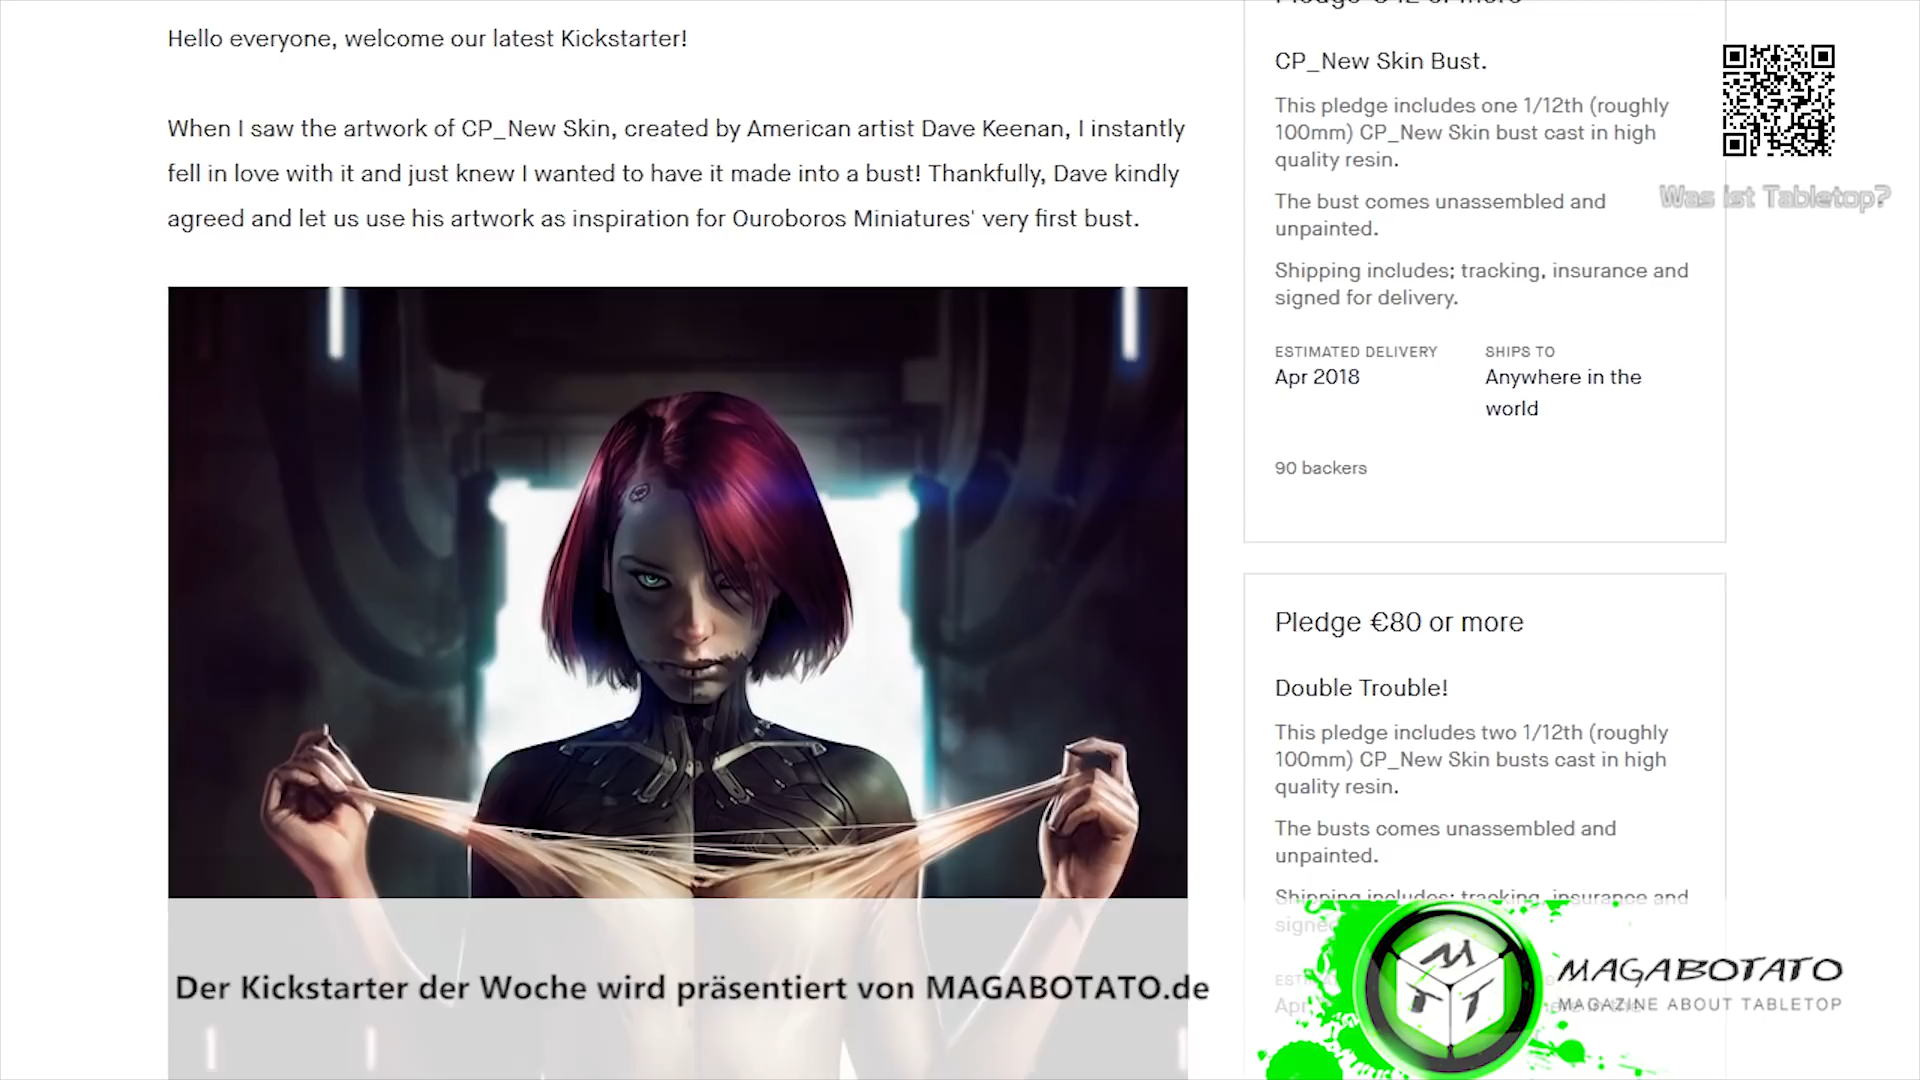 Hello everyone, welcome our latest Kickstarter!
When I saw the artwork of CP_New Skin, created by American artist Dave Keenan, I instantly
fell in love with it and just knew I wanted to have it made into a bust! Thankfully, Dave kindly
agreed and let us use his artwork as inspiration for Ouroboros Miniatures' very first bust.
CP_New Skin Bust.
This pledge includes one 1/12th (roughly
100mm) CP_New Skin bust cast in high
quality resin.
The bust comes unassembled and
unpainted.
Shipping includes; tracking, insurance and
signed for delivery.
ESTIMATED DELIVERY
Apr 2018
SHIPS TO
Anywhere in the
world
90 backers
Pledge €80 or more
Double Trouble!
This pledge includes two 1/12th (roughly
100mm) CP_New Skin busts cast in high
quality resin.
The busts comes unassembled and
unpainted.
Shipping includes; tracking, insurance and
signed
Apr
Was ist Tabletop?
Der Kickstarter der Woche wird präsentiert von MAGABOTATO.de
M
T T
MAGABOTATO
MAGAZINE ABOUT TABLETOP